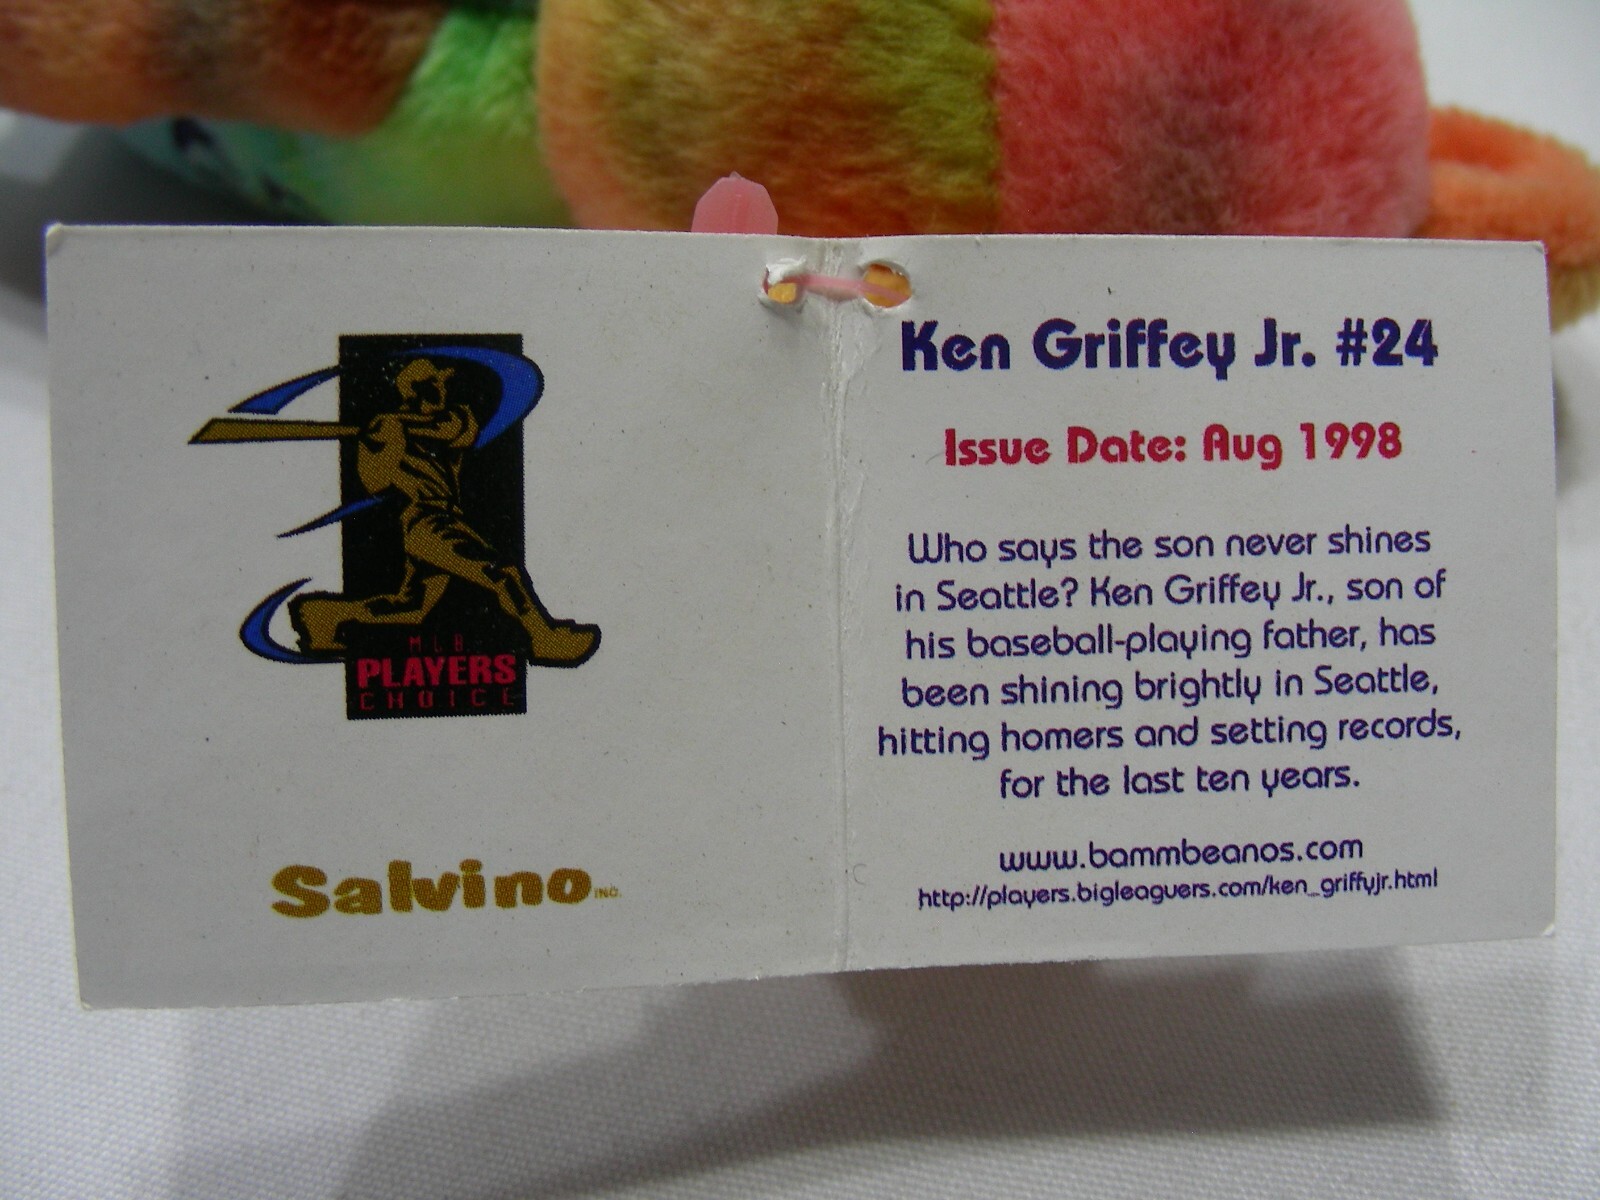 MLB
PLAYERS
CHOICE
Salvino INC.
Ken Griffey Jr. #24
Issue Date: Aug 1998
Who says the son never shines
in Seattle? Ken Griffey Jr., son of
his baseball-playing father, has
been shining brightly in Seattle,
hitting homers and setting records,
for the last ten years.
www.bammbeanos.com
http://players.bigleaguers.com/ken_griffyjr.html